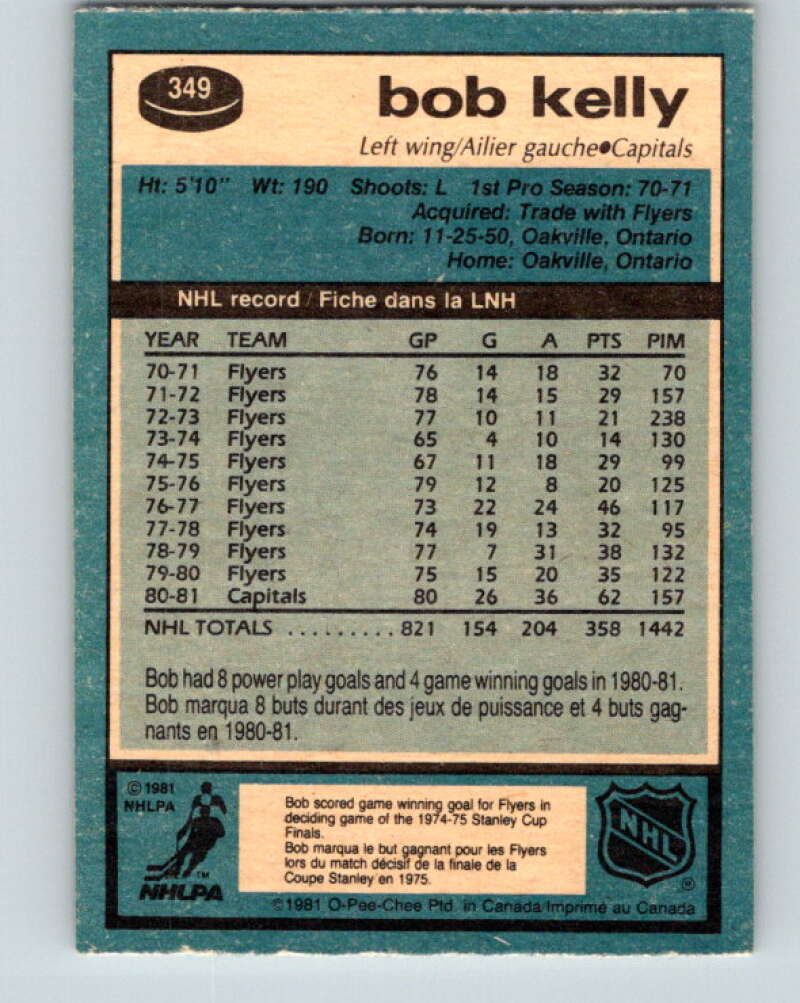 349
bob kelly
Left wing/Ailier gauche•Capitals
Ht: 5'10" Wt: 190 Shoots: L 1st Pro Season: 70-71
Acquired: Trade with Flyers
Born: 11-25-50, Oakville, Ontario
Home: Oakville, Ontario
NHL record / Fiche dans la LNH
YEAR TEAM GP G A PTS PIM
70-71 Flyers 76 14 18 32 70
71-72 Flyers 78 14 15 29 157
72-73 Flyers 77 10 11 21 238
73-74 Flyers 65 4 10 14 130
74-75 Flyers 67 11 18 29 99
75-76 Flyers 79 12 8 20 125
76-77 Flyers 73 22 24 46 117
77-78 Flyers 74 19 13 32 95
78-79 Flyers 77 7 31 38 132
79-80 Flyers 75 15 20 35 122
80-81 Capitals 80 26 36 62 157
NHL TOTALS ......... 821 154 204 358 1442
Bob had 8 power play goals and 4 game winning goals in 1980-81.
Bob marqua 8 buts durant des jeux de puissance et 4 buts gag-
nants en 1980-81.
©1981
NHLPA
TM
NHLPA
Bob scored game winning goal for Flyers in
deciding game of the 1974-75 Stanley Cup
Finals.
Bob marqua le but gagnant pour les Flyers
lors du match décisif de la finale de la
Coupe Stanley en 1975.
NHL
®
©1981 O-Pee-Chee Ptd. in Canada/Imprimé au Canada